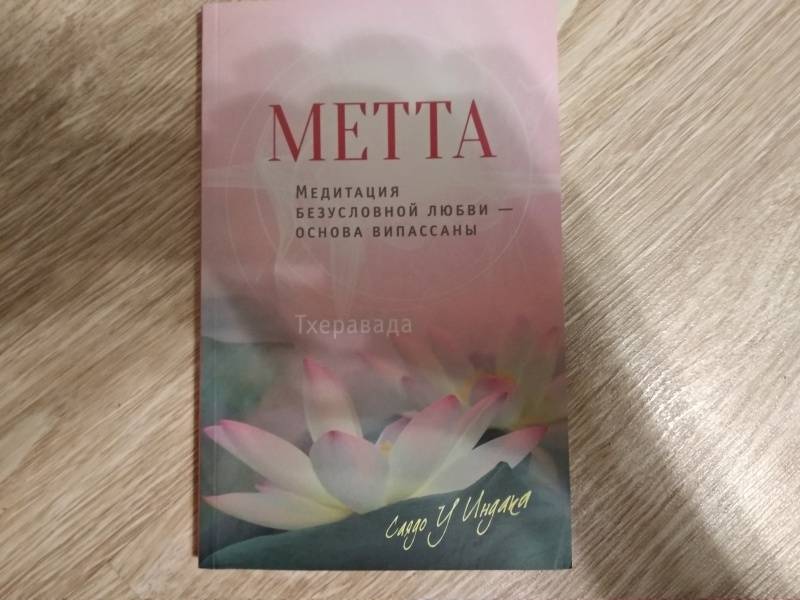 МЕТТА
МЕДИТАЦИЯ
БЕЗУСЛОВНОЙ ЛЮБВИ —
ОСНОВА ВИПАССАНЫ
Тхеравада
Саядо У Индака